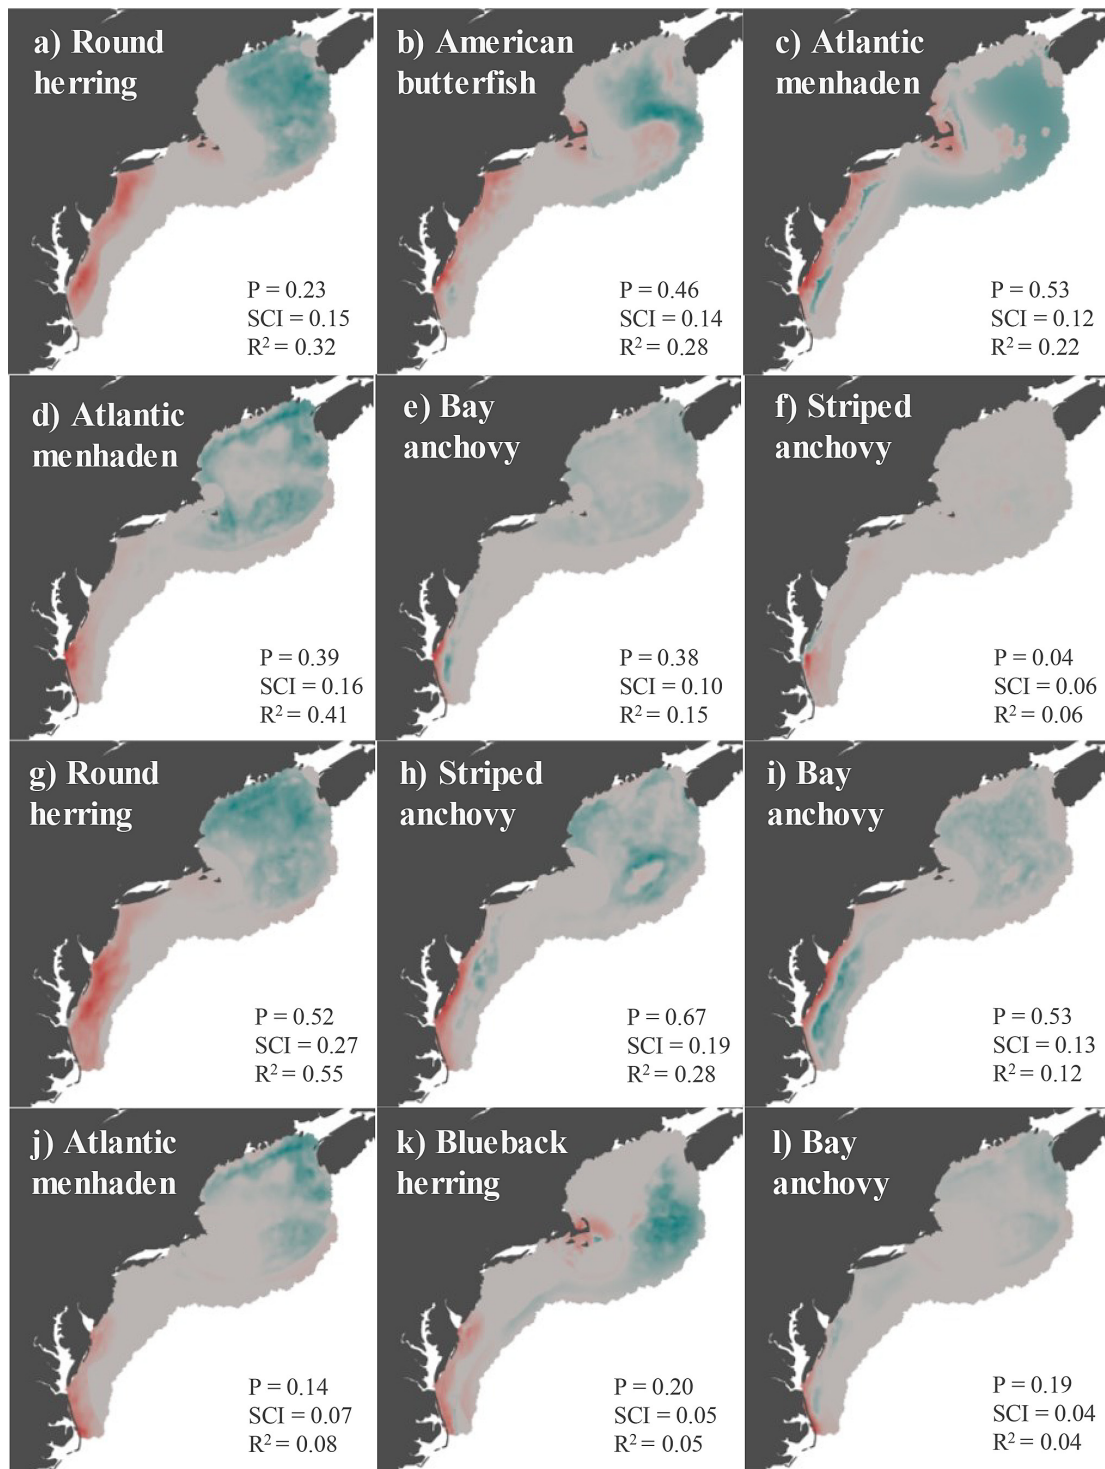 a) Round
herring
P = 0.23
SCI = 0.15
R² = 0.32
b) American
butterfish
P = 0.46
SCI = 0.14
R² = 0.28
c) Atlantic
menhaden
P = 0.53
SCI = 0.12
R² = 0.22
d) Atlantic
menhaden
P = 0.39
SCI = 0.16
R² = 0.41
e) Bay
anchovy
P = 0.38
SCI = 0.10
R² = 0.15
f) Striped
anchovy
P = 0.04
SCI = 0.06
R² = 0.06
g) Round
herring
P = 0.52
SCI = 0.27
R² = 0.55
h) Striped
anchovy
P = 0.67
SCI = 0.19
R² = 0.28
i) Bay
anchovy
P = 0.53
SCI = 0.13
R² = 0.12
j) Atlantic
menhaden
P = 0.14
SCI = 0.07
R² = 0.08
k) Blueback
herring
P = 0.20
SCI = 0.05
R² = 0.05
l) Bay
anchovy
P = 0.19
SCI = 0.04
R² = 0.04